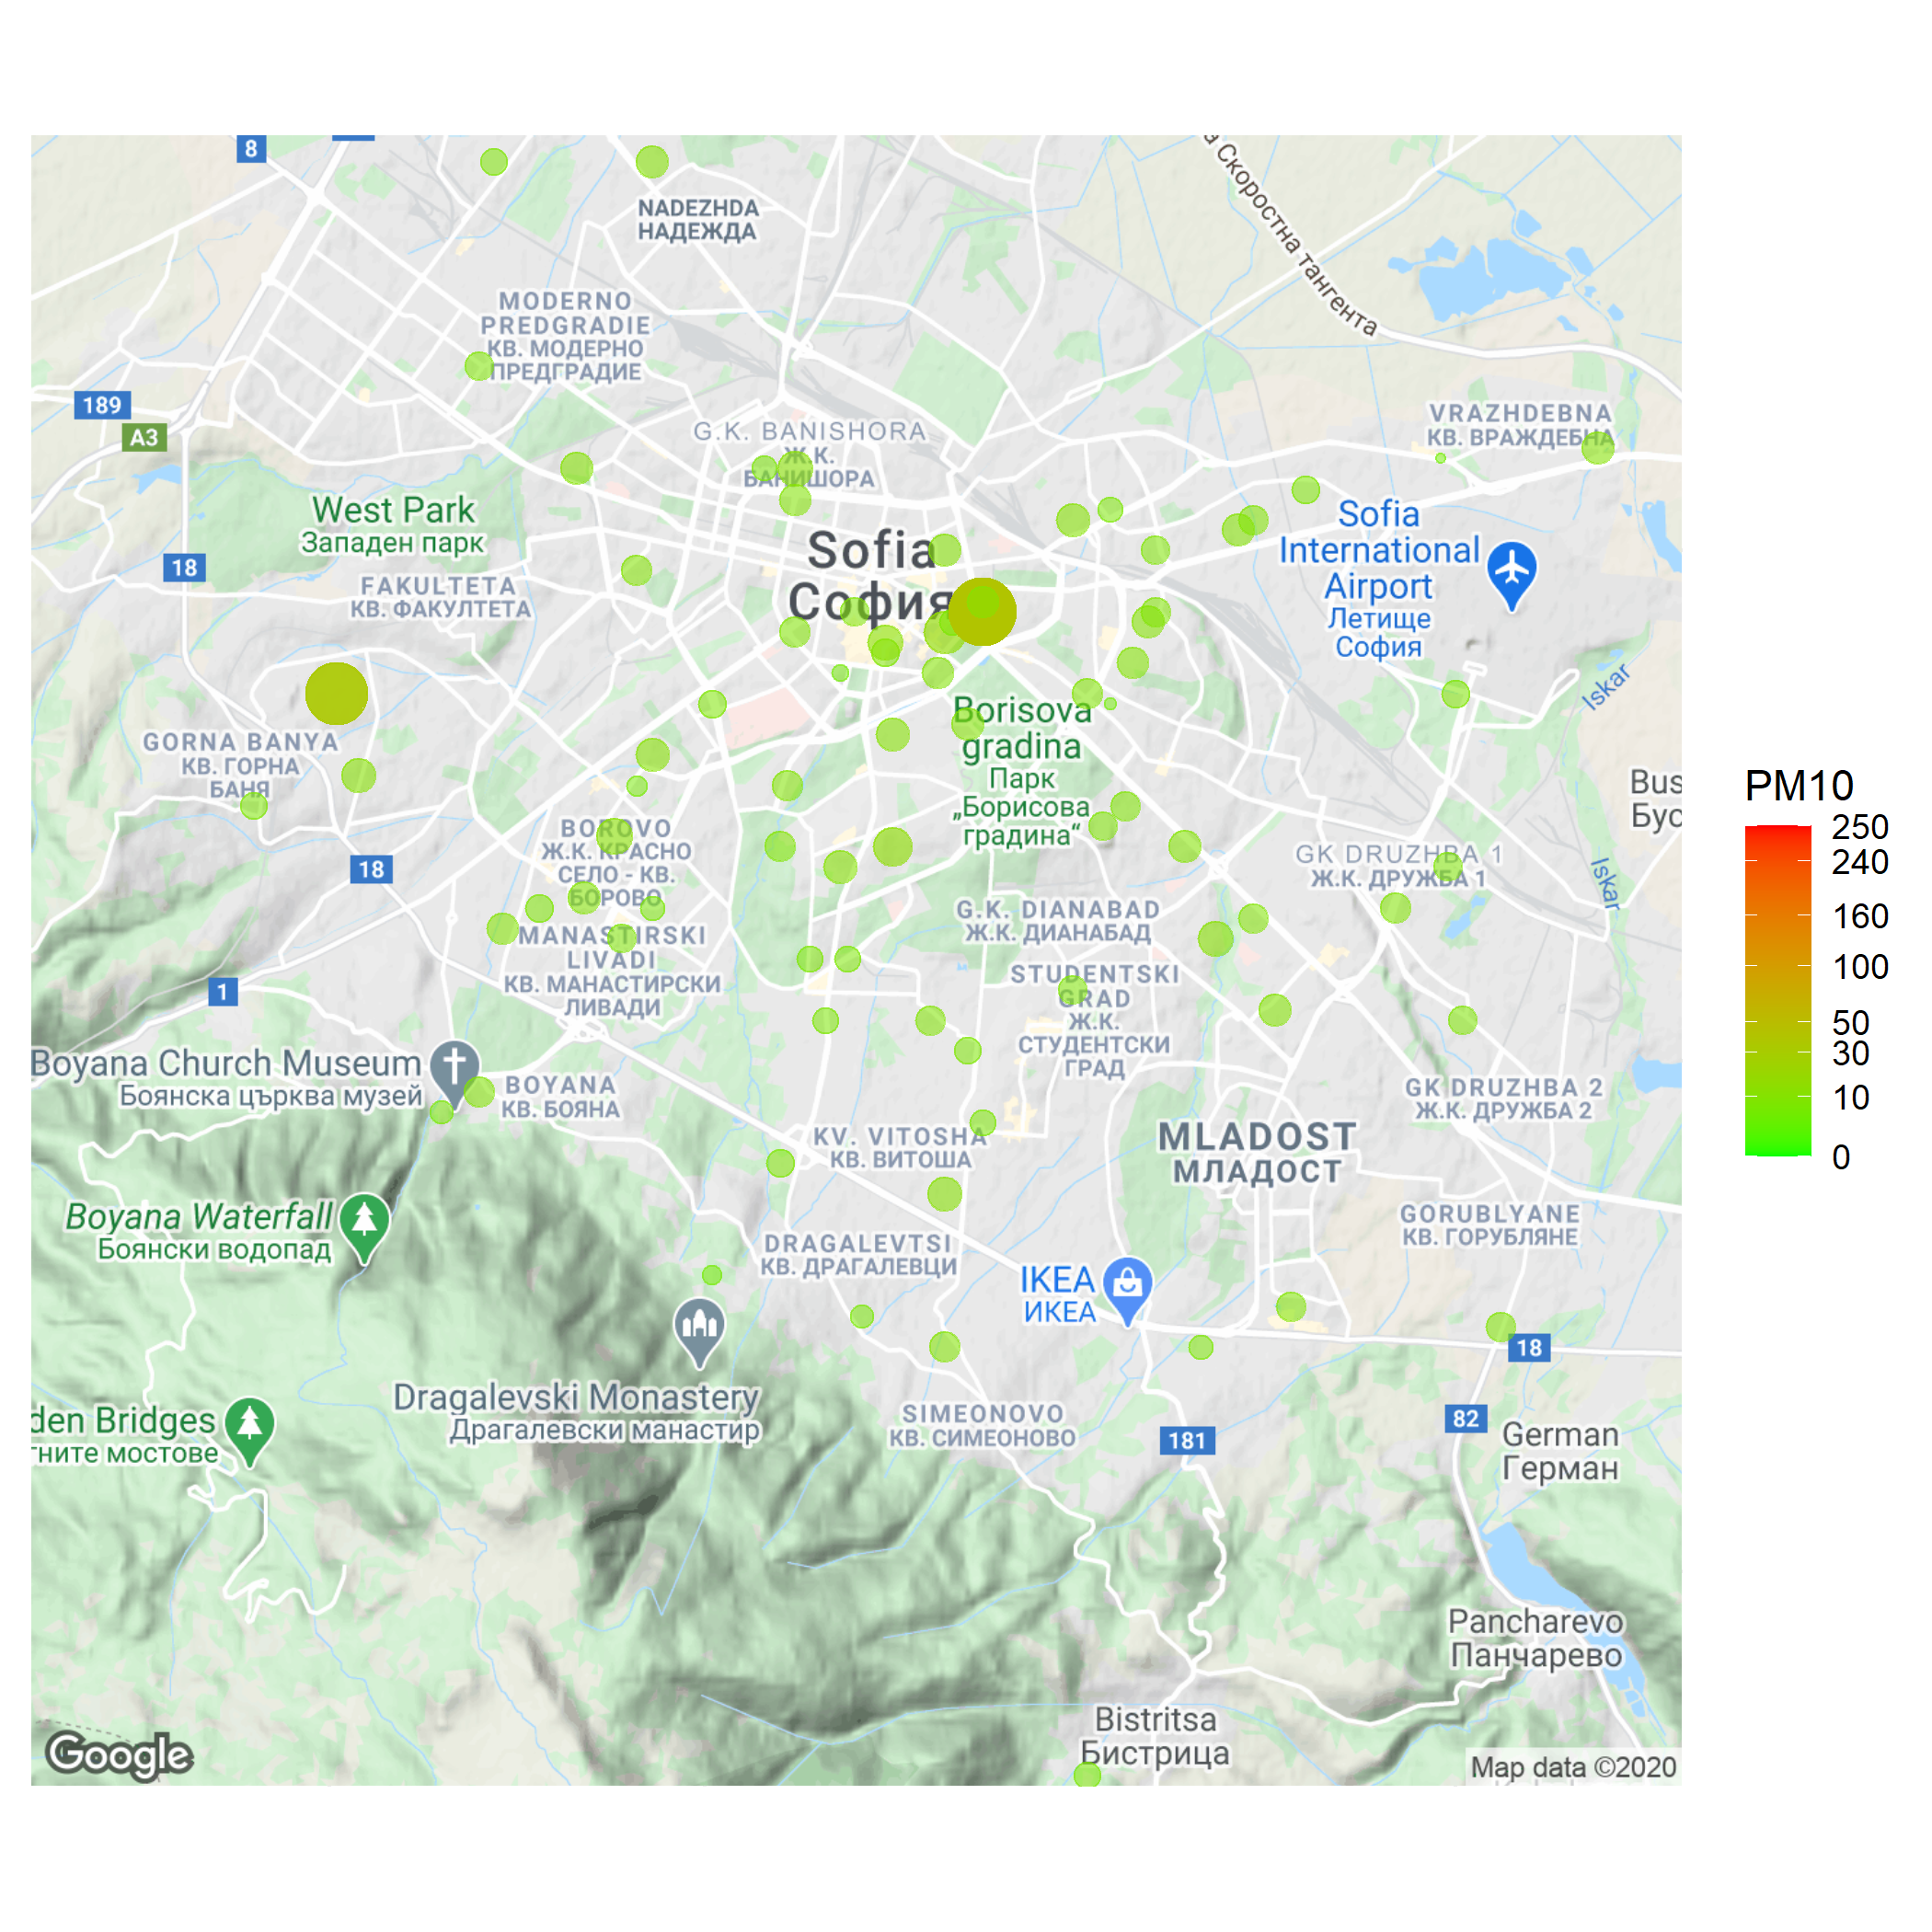 8
а Скоростна тангента
NADEZHDA
НАДЕЖДА
MODERNO
PREDGRADIE
КВ. МОДЕРНО
ПРЕДГРАДИЕ
189
A3
G.K. BANISHORA
Ж.К.
БАНИШОРА
VRAZHDEBNA
КВ. ВРАЖДЕБНА
West Park
Западен парк
18
FAKULTETA
КВ. ФАКУЛТЕТА
Sofia
София
Sofia
International
Airport
Летище
София
Iskar
GORNA BANYA
КВ. ГОРНА
БАНЯ
Borisova
gradina
Парк
„Борисова
градина“
Bus
Бус
PM10
250
240
160
100
50
30
10
0
BOROVO
Ж.К. КРАСНО
СЕЛО - КВ.
БОРОВО
18
GK DRUZHBA 1
Ж.К. ДРУЖБА 1
Iskar
G.K. DIANABAD
Ж.К. ДИАНАБАД
MANASTIRSKI
LIVADI
КВ. МАНАСТИРСКИ
ЛИВАДИ
STUDENTSKI
GRAD
Ж.К.
СТУДЕНТСКИ
ГРАД
1
Boyana Church Museum
Боянска църква музей
BOYANA
КВ. БОЯНА
GK DRUZHBA 2
Ж.К. ДРУЖБА 2
KV. VITOSHA
КВ. ВИТОША
MLADOST
МЛАДОСТ
Boyana Waterfall
Боянски водопад
GORUBLYANE
КВ. ГОРУБЛЯНЕ
DRAGALEVTSI
КВ. ДРАГАЛЕВЦИ
IKEA
ИКЕА
18
Dragalevski Monastery
Драгалевски манастир
den Bridges
тните мостове
SIMEONOVO
КВ. СИМЕОНОВО
181
82
German
Герман
Pancharevo
Панчарево
Bistritsa
Бистрица
Google
Map data ©2020